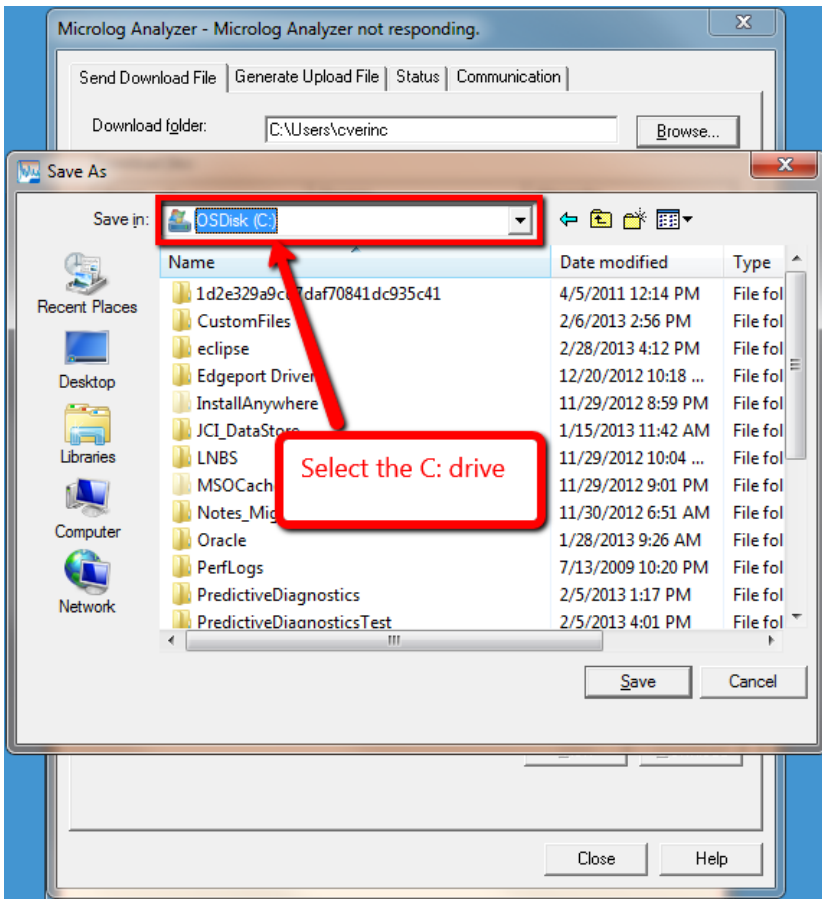 Microlog Analyzer - Microlog Analyzer not responding.
Send Download File Generate Upload File Status Communication
Download folder: C:\Users\cverinc Browse...
Save As
Save in: OSDisk (C:)
Name Date modified Type
Recent Places
Desktop
Libraries
Computer
Network
4/5/2011 12:14 PM File fol
CustomFiles 2/6/2013 2:56 PM File fol
eclipse 2/28/2013 4:12 PM File fol
Edgeport Driver 12/20/2012 10:18 ... File fol
InstallAnywhere 11/29/2012 8:59 PM File fol
JCI_DataStore 1/15/2013 11:42 AM File fol
LNBS 11/29/2012 10:04 ... File fol
MSOCach 11/29/2012 9:01 PM File fol
Notes_Mig 11/30/2012 6:51 AM File fol
Oracle 1/28/2013 9:26 AM File fol
PerfLogs 7/13/2009 10:20 PM File fol
PredictiveDiagnostics 2/5/2013 1:17 PM File fol
PredictiveDiagnosticsTest 2/5/2013 4:01 PM File fol
Select the C: drive
Save Cancel
Close Help